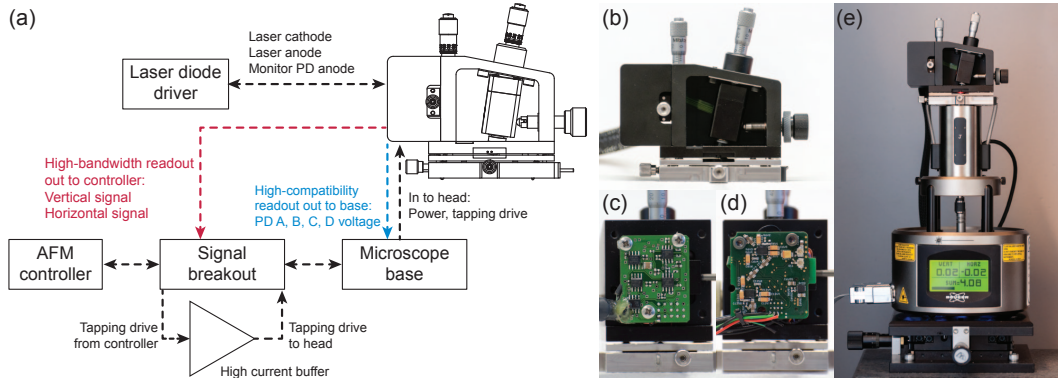 (a)
Laser cathode
Laser anode
Monitor PD anode
Laser diode
driver
High-bandwidth readout
out to controller:
Vertical signal
Horizontal signal
High-compatibility
readout out to base:
PD A, B, C, D voltage
In to head:
Power, tapping drive
AFM
controller
Signal
breakout
Microscope
base
Tapping drive
from controller
Tapping drive
to head
High current buffer
(b)
(c)
(d)
(e)
VERT
HORZ
0.02
-0.02
SUM
4.08
BRUKER